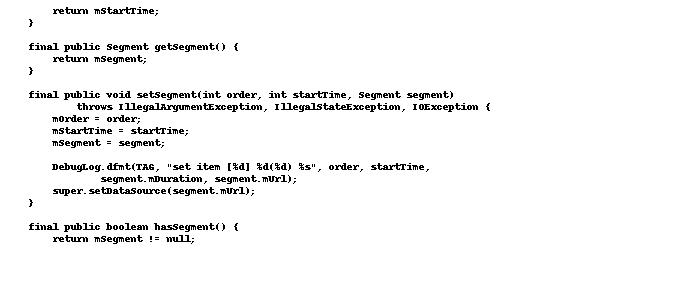 return mStartTime;
}
final public Segment getSegment() {
return mSegment;
}
final public void setSegment(int order, int startTime, Segment segment)
throws IllegalArgumentException, IllegalStateException, IOException {
mOrder = order;
mStartTime = startTime;
mSegment = segment;
DebugLog.dfmt(TAG, "set item [%d] %d(%d) %s", order, startTime,
segment.mDuration, segment.mUrl);
super.setDataSource(segment.mUrl);
}
final public boolean hasSegment() {
return mSegment != null;